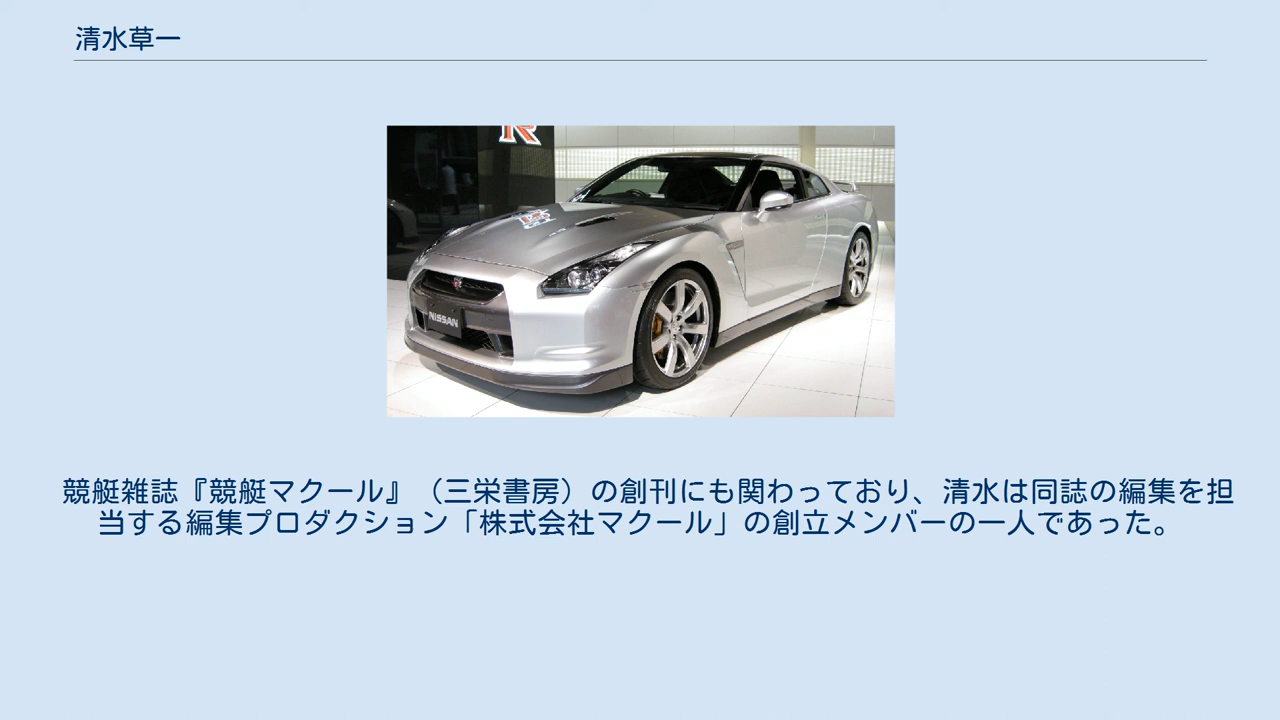 清水草一
R
NISSAN
競艇雑誌『競艇マクール』（三栄書房）の創刊にも関わっており、清水は同誌の編集を担
当する編集プロダクション「株式会社マクール」の創立メンバーの一人であった。